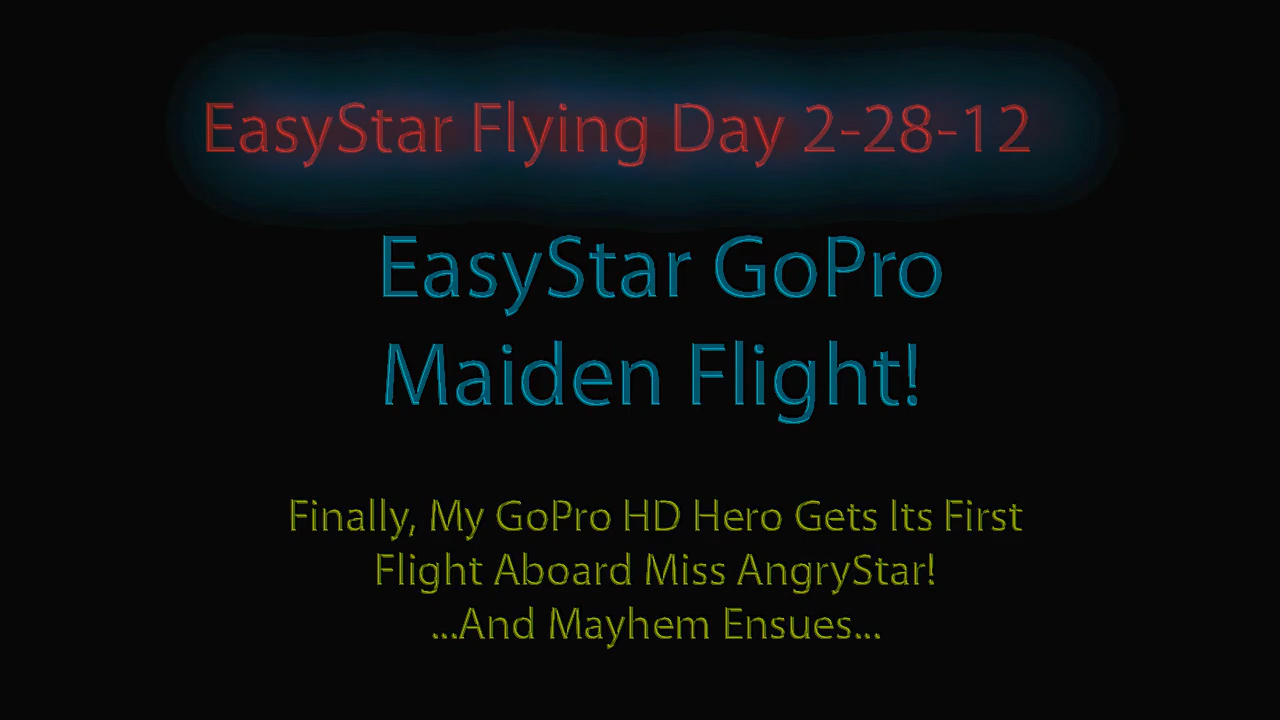 EasyStar Flying Day 2-28-12
EasyStar GoPro
Maiden Flight!
Finally, My GoPro HD Hero Gets Its First
Flight Aboard Miss AngryStar!
...And Mayhem Ensues...